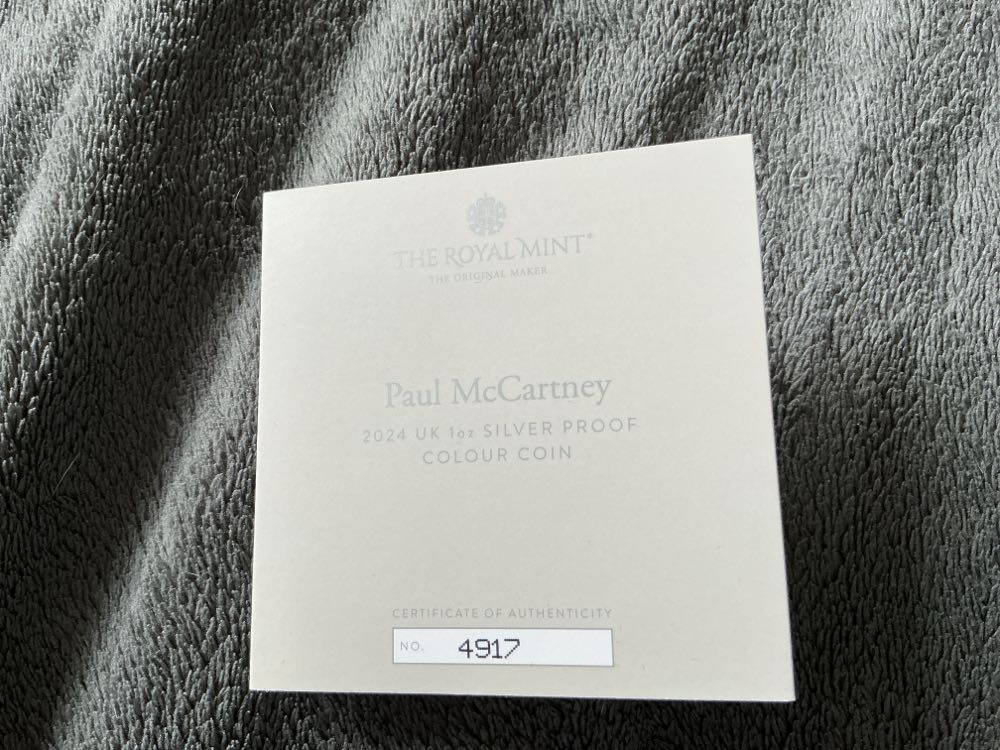 THE ROYAL MINT®
THE ORIGINAL MAKER
Paul McCartney
2024 UK 1oz SILVER PROOF
COLOUR COIN
CERTIFICATE OF AUTHENTICITY
NO. 4917